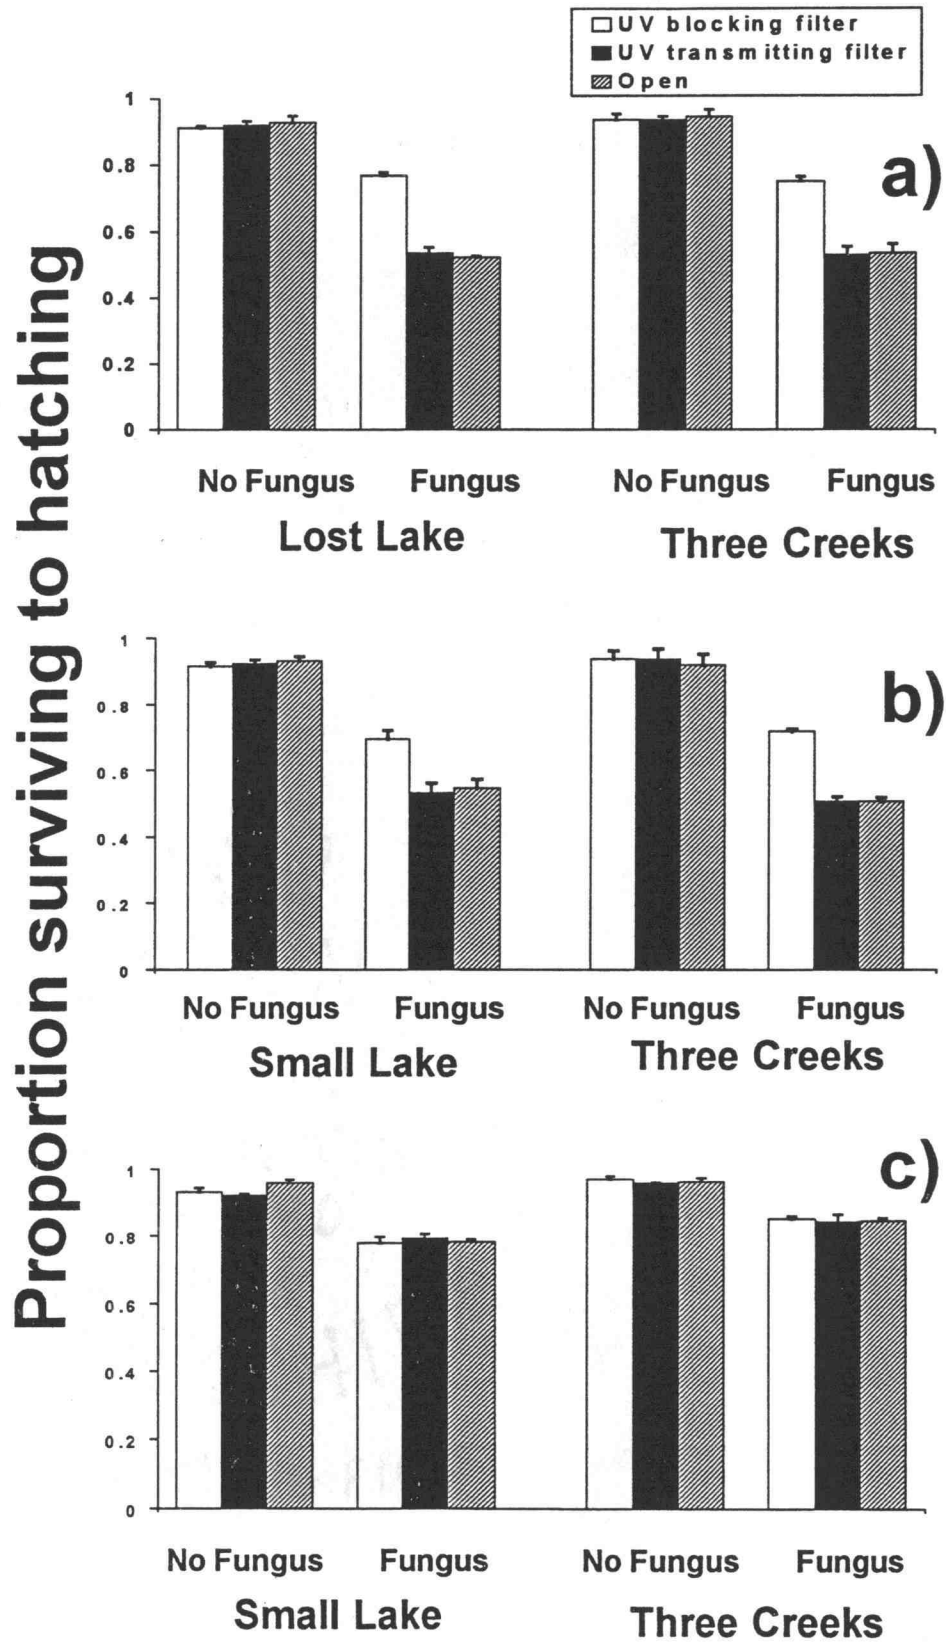 UV blocking filter
UV transmitting filter
Open
Proportion surviving to hatching
a)
1
0.8
0.6
0.4
0.2
0
No Fungus Fungus No Fungus Fungus
Lost Lake Three Creeks
b)
1
0.8
0.6
0.4
0.2
0
No Fungus Fungus No Fungus Fungus
Small Lake Three Creeks
c)
1
0.8
0.6
0.4
0.2
0
No Fungus Fungus No Fungus Fungus
Small Lake Three Creeks